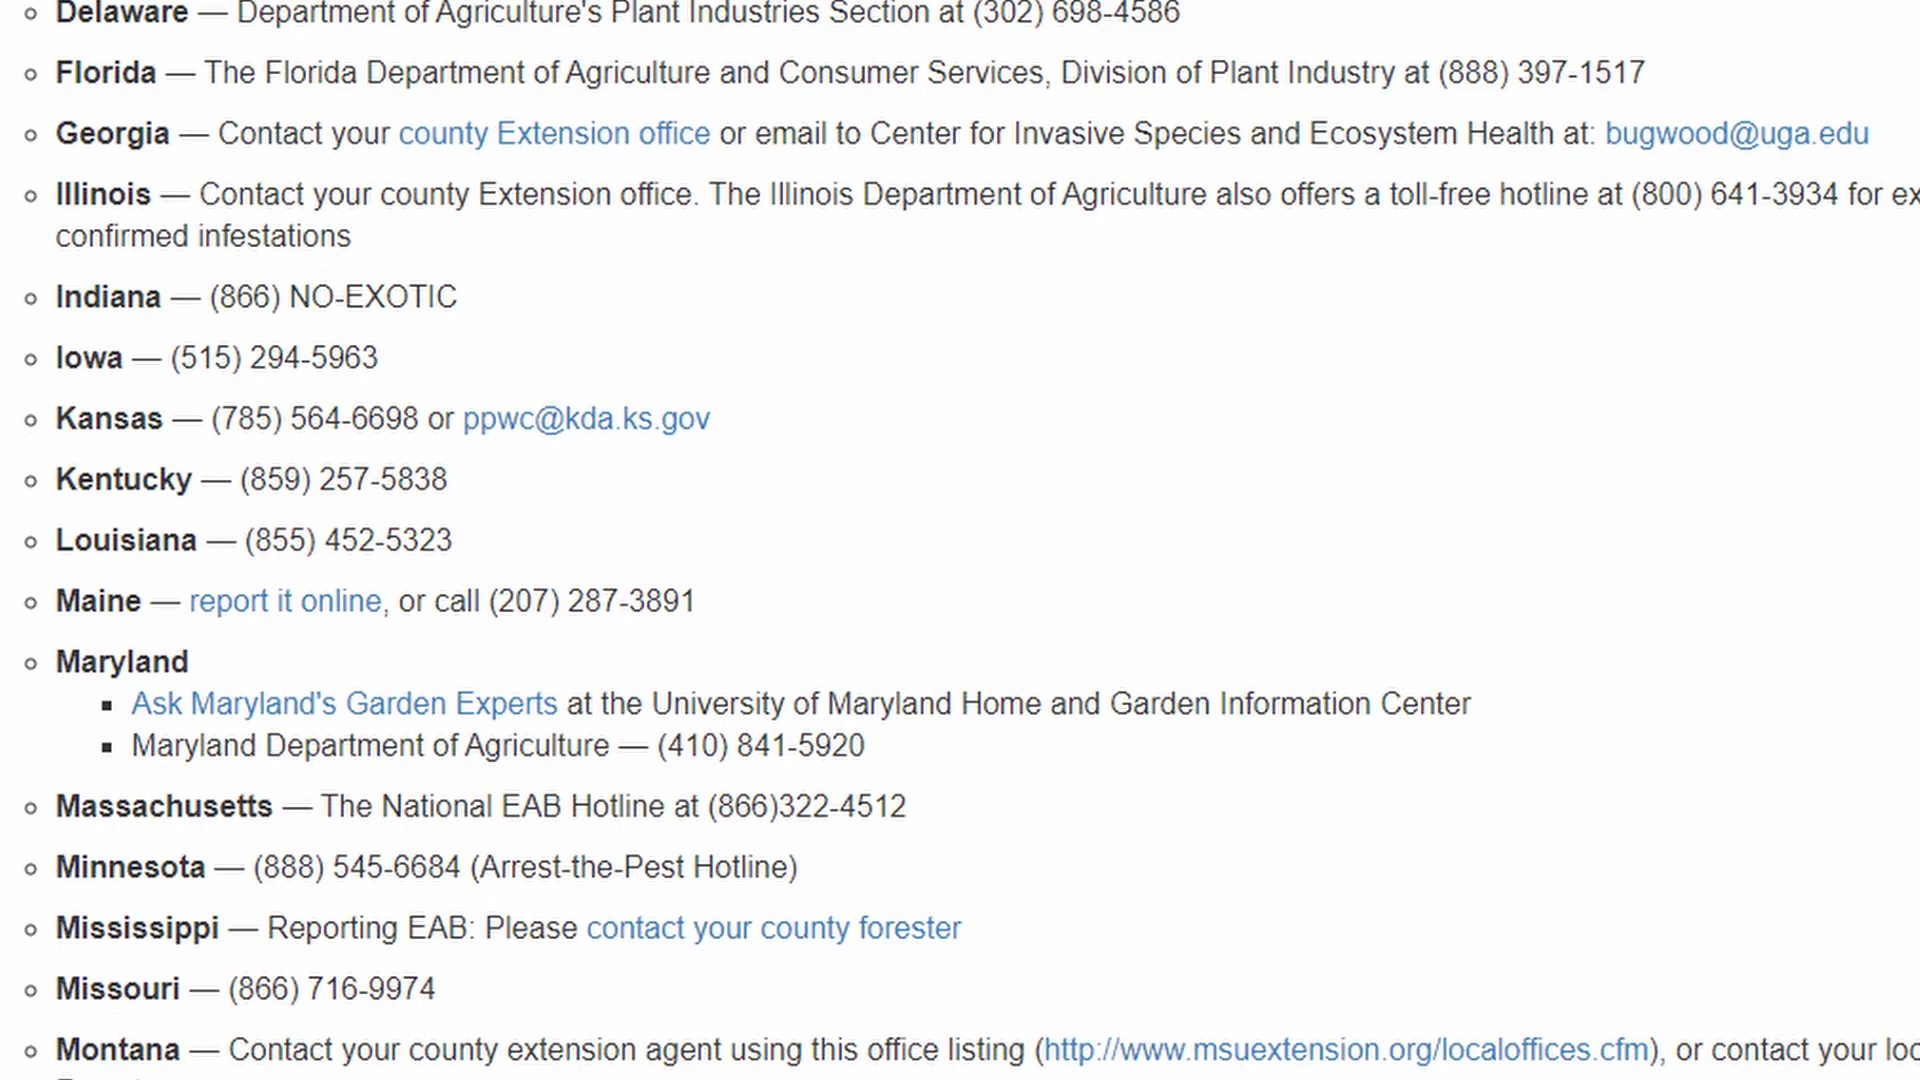 Delaware — Department of Agriculture's Plant Industries Section at (302) 698-4586
Florida — The Florida Department of Agriculture and Consumer Services, Division of Plant Industry at (888) 397-1517
Georgia — Contact your county Extension office or email to Center for Invasive Species and Ecosystem Health at: bugwood@uga.edu
Illinois — Contact your county Extension office. The Illinois Department of Agriculture also offers a toll-free hotline at (800) 641-3934 for
confirmed infestations
Indiana — (866) NO-EXOTIC
Iowa — (515) 294-5963
Kansas — (785) 564-6698 or ppwc@kda.ks.gov
Kentucky — (859) 257-5838
Louisiana — (855) 452-5323
Maine — report it online, or call (207) 287-3891
Maryland
Ask Maryland's Garden Experts at the University of Maryland Home and Garden Information Center
Maryland Department of Agriculture — (410) 841-5920
Massachusetts — The National EAB Hotline at (866)322-4512
Minnesota — (888) 545-6684 (Arrest-the-Pest Hotline)
Mississippi — Reporting EAB: Please contact your county forester
Missouri — (866) 716-9974
Montana — Contact your county extension agent using this office listing (http://www.msuextension.org/localoffices.cfm), or contact your